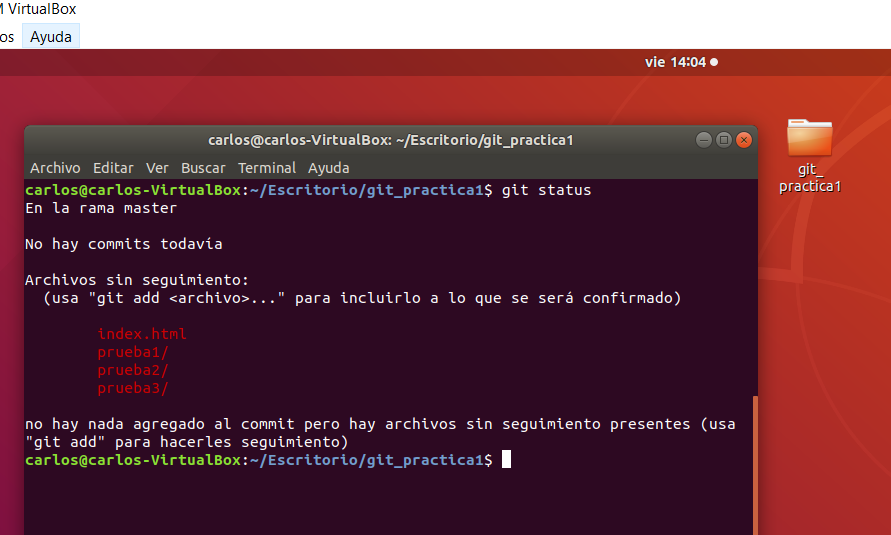 M VirtualBox
os Ayuda
vie 14:04
carlos@carlos-VirtualBox: ~/Escritorio/git_practica1
Archivo Editar Ver Buscar Terminal Ayuda
carlos@carlos-VirtualBox:~/Escritorio/git_practica1$ git status
En la rama master
No hay commits todavía
Archivos sin seguimiento:
(usa "git add <archivo>..." para incluirlo a lo que se será confirmado)
index.html
prueba1/
prueba2/
prueba3/
no hay nada agregado al commit pero hay archivos sin seguimiento presentes (usa
"git add" para hacerles seguimiento)
carlos@carlos-VirtualBox:~/Escritorio/git_practica1$
git_
practica1